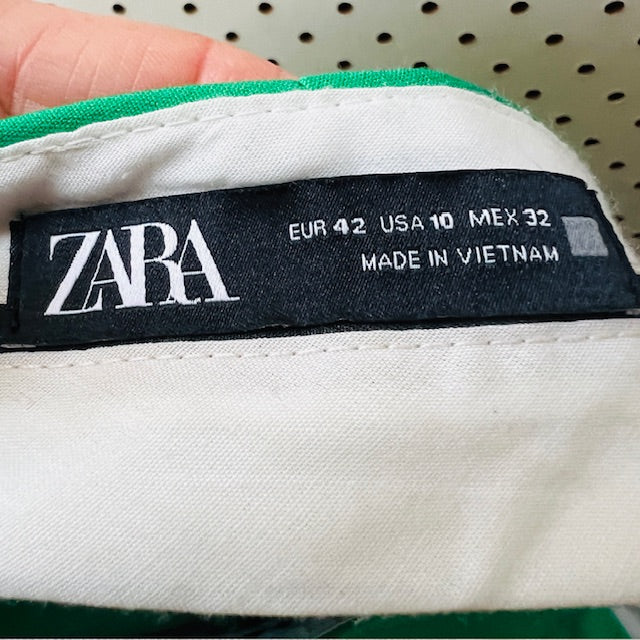 ZARA
EUR 42 USA 10 MEX 32
MADE IN VIETNAM